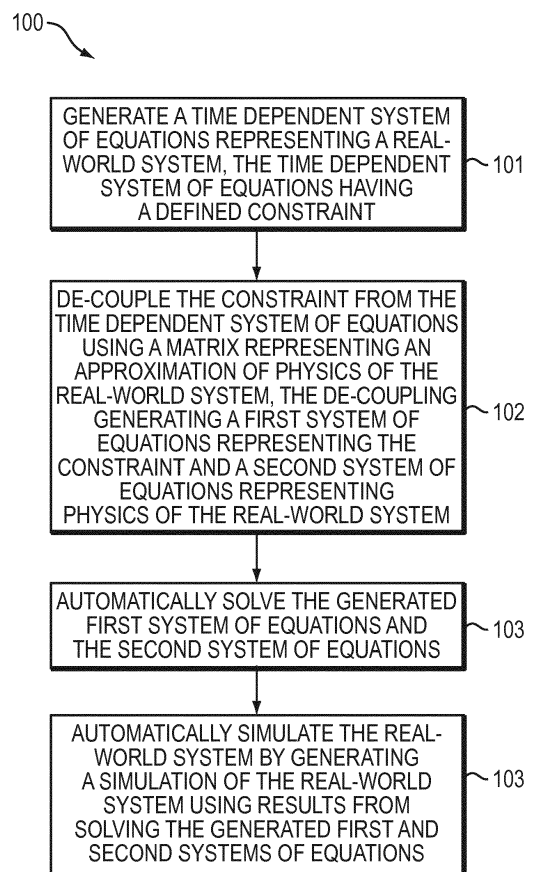 100
GENERATE A TIME DEPENDENT SYSTEM
OF EQUATIONS REPRESENTING A REAL-
WORLD SYSTEM, THE TIME DEPENDENT
SYSTEM OF EQUATIONS HAVING
A DEFINED CONSTRAINT
101
DE-COUPLE THE CONSTRAINT FROM THE
TIME DEPENDENT SYSTEM OF EQUATIONS
USING A MATRIX REPRESENTING AN
APPROXIMATION OF PHYSICS OF THE
REAL-WORLD SYSTEM, THE DE-COUPLING
GENERATING A FIRST SYSTEM OF
EQUATIONS REPRESENTING THE
CONSTRAINT AND A SECOND SYSTEM OF
EQUATIONS REPRESENTING
PHYSICS OF THE REAL-WORLD SYSTEM
102
AUTOMATICALLY SOLVE THE GENERATED
FIRST SYSTEM OF EQUATIONS AND
THE SECOND SYSTEM OF EQUATIONS
103
AUTOMATICALLY SIMULATE THE REAL-
WORLD SYSTEM BY GENERATING
A SIMULATION OF THE REAL-WORLD
SYSTEM USING RESULTS FROM
SOLVING THE GENERATED FIRST AND
SECOND SYSTEMS OF EQUATIONS
103